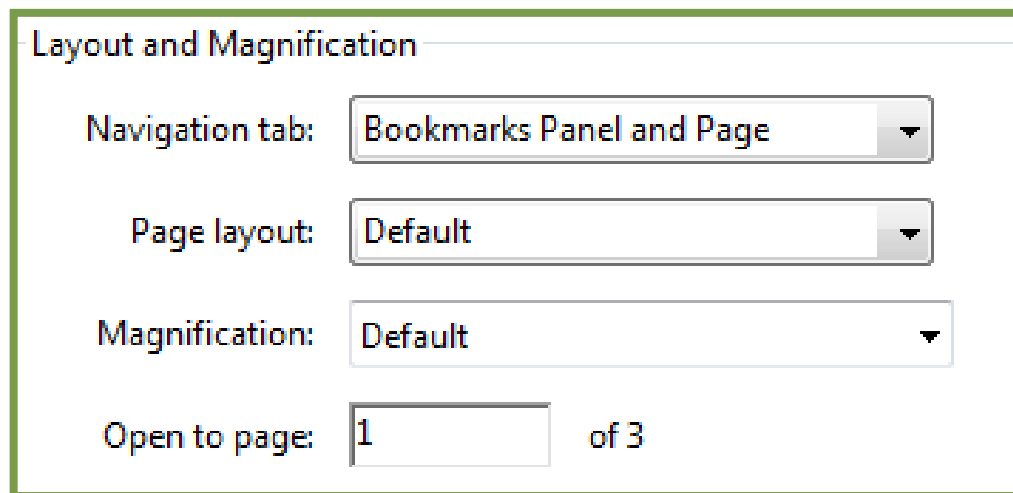 Layout and Magnification
Navigation tab: Bookmarks Panel and Page
Page layout: Default
Magnification: Default
Open to page: 1 of 3